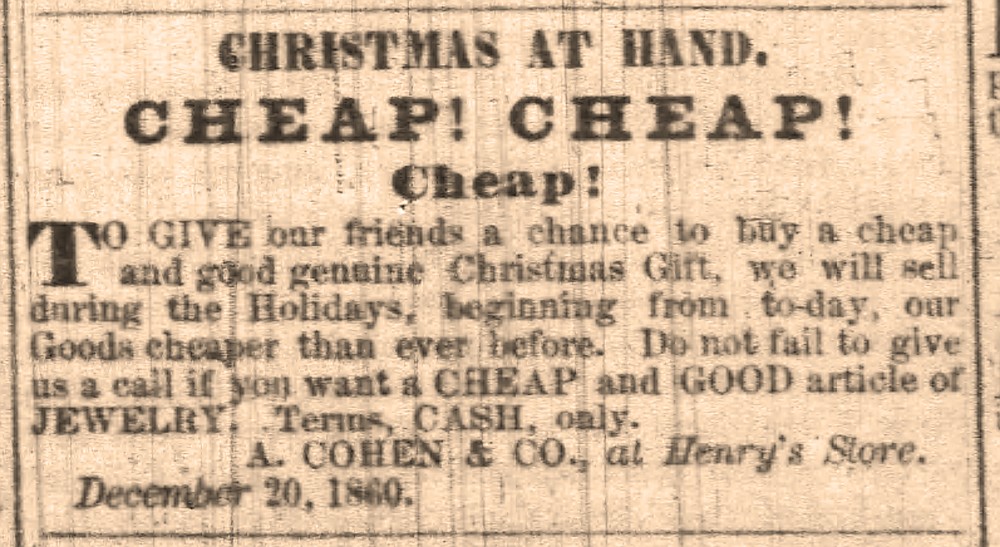 CHRISTMAS AT HAND.
CHEAP! CHEAP!
Cheap!
TO GIVE our friends a chance to buy a cheap
and good genuine Christmas Gift, we will sell
during the Holidays, beginning from to-day, our
Goods cheaper than ever before. Do not fail to give
us a call if you want a CHEAP and GOOD article of
JEWELRY. Terms, CASH, only.
A. COHEN & CO., at Henry's Store.
December 20, 1860.